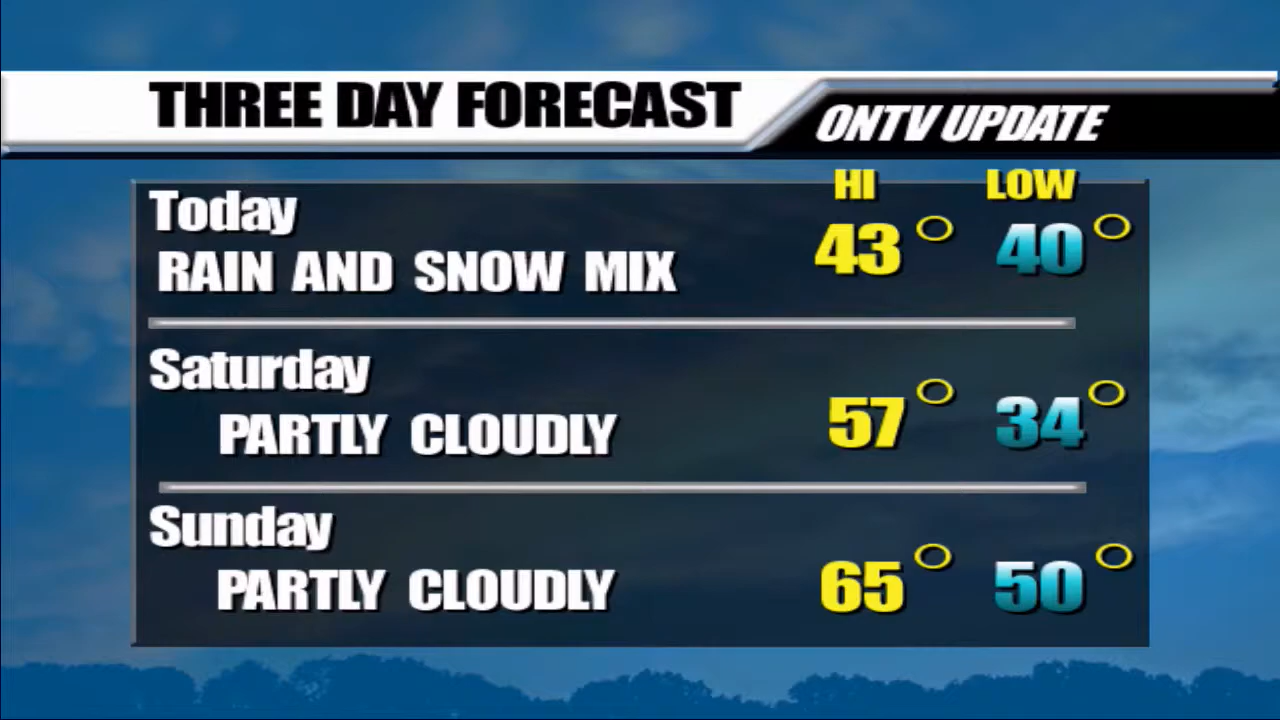 THREE DAY FORECAST
ONTV UPDATE
HI LOW
Today
RAIN AND SNOW MIX 43° 40°
Saturday
PARTLY CLOUDLY 57° 34°
Sunday
PARTLY CLOUDLY 65° 50°